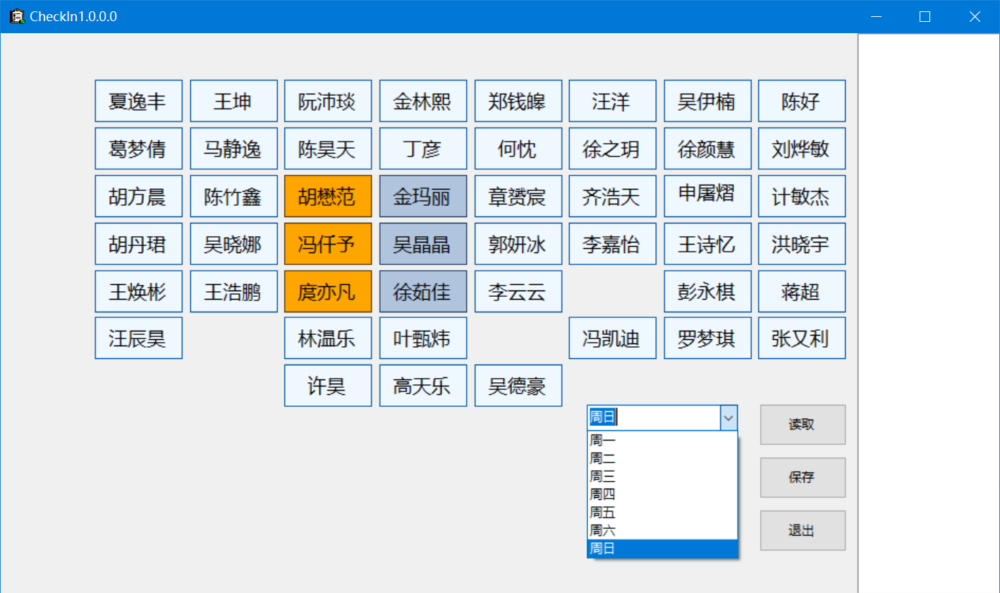 CheckIn1.0.0.0
夏逸丰 王坤 阮沛琰 金林熙 郑钱皞 汪洋 吴伊楠 陈好
葛梦倩 马静逸 陈昊天 丁彦 何忱 徐之玥 徐颜慧 刘烨敏
胡方晨 陈竹鑫 胡懋范 金玛丽 章赟宸 齐浩天 申屠熠 计敏杰
胡丹珺 吴晓娜 冯仟予 吴晶晶 郭妍冰 李嘉怡 王诗忆 洪晓宇
王焕彬 王浩鹏 庹亦凡 徐茹佳 李云云 彭永棋 蒋超
汪辰昊 林温乐 叶甄炜 冯凯迪 罗梦琪 张又利
许昊 高天乐 吴德豪
周日
读取
周一
周二
周三
保存
周四
周五
周六
退出
周日